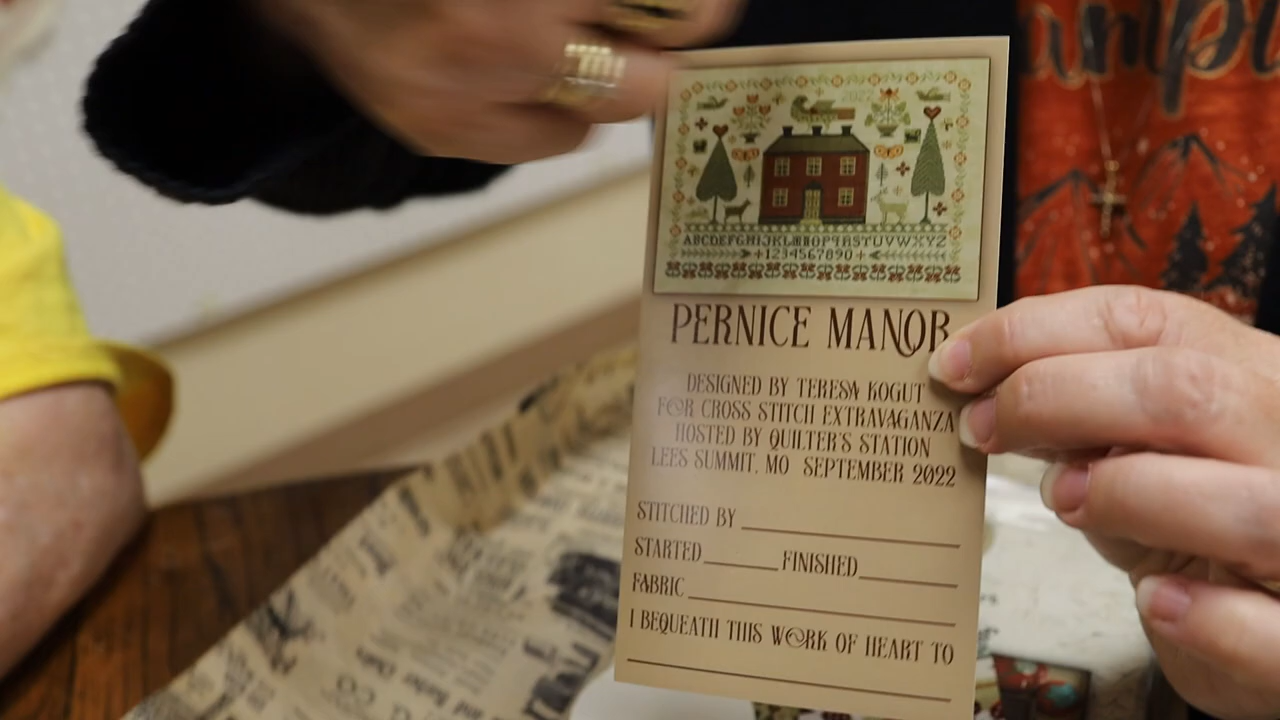 2022
ABCDEFGHIJKLMNOPQRSTUVWXYZ
1234567890
PERNICE MANOR
DESIGNED BY TERESA KOGUT
FOR CROSS STITCH EXTRAVAGANZA
HOSTED BY QUILTER'S STATION
LEES SUMMIT, MO SEPTEMBER 2022
STITCHED BY
STARTED FINISHED
FABRIC
I BEQUEATH THIS WORK OF HEART TO